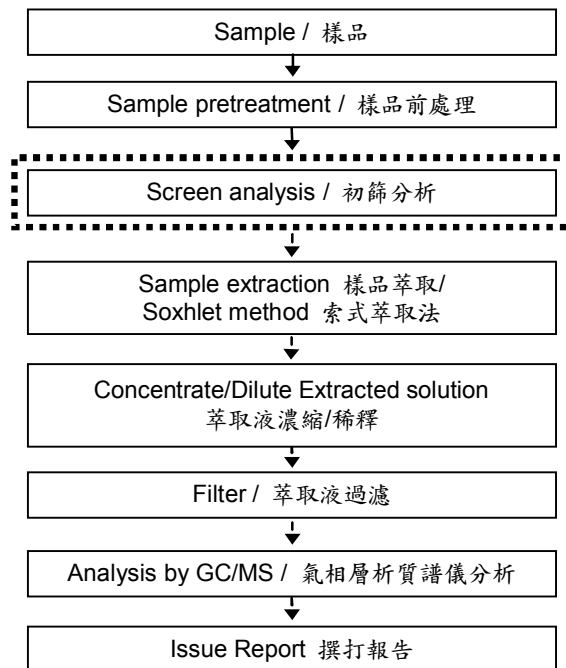 Sample / 樣品
Sample pretreatment / 樣品前處理
Screen analysis / 初篩分析
Sample extraction 樣品萃取/
Soxhlet method 索式萃取法
Concentrate/Dilute Extracted solution
萃取液濃縮/稀釋
Filter / 萃取液過濾
Analysis by GC/MS / 氣相層析質譜儀分析
Issue Report 撰打報告